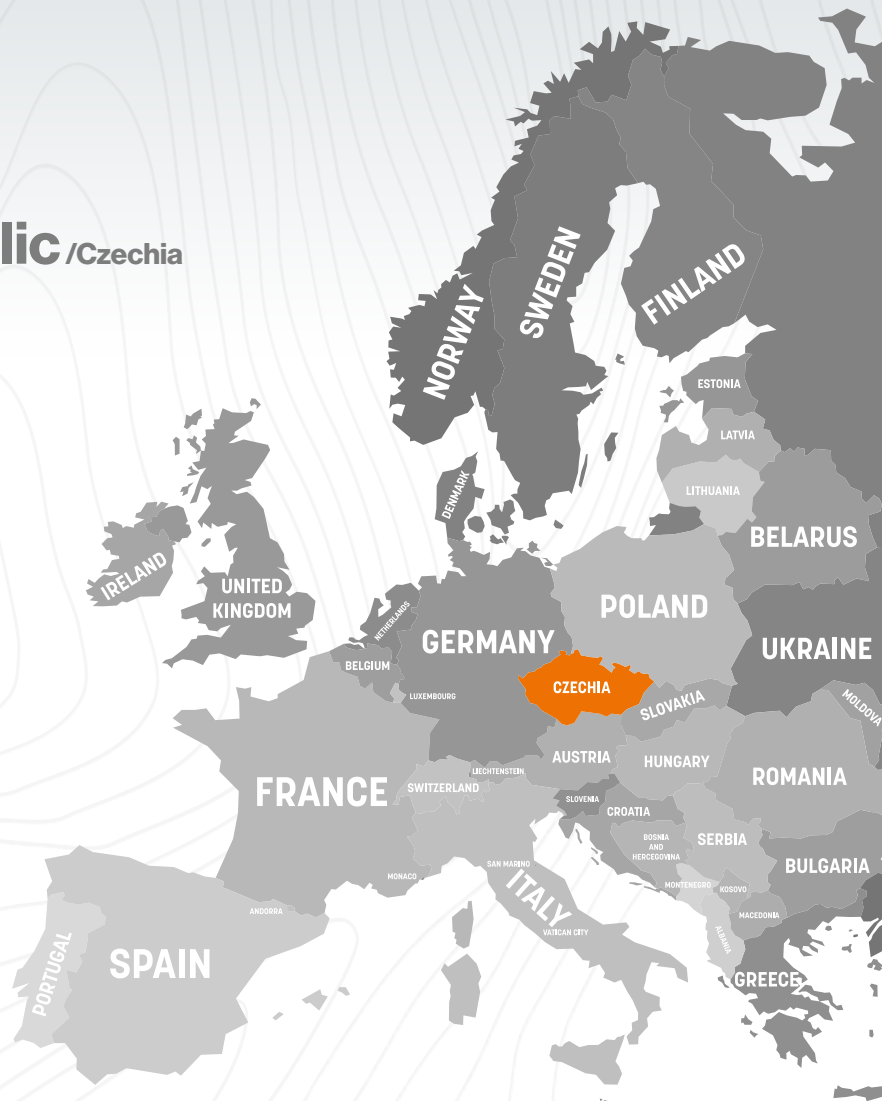 lic /Czechia
NORWAY
SWEDEN
FINLAND
ESTONIA
LATVIA
LITHUANIA
DENMARK
BELARUS
IRELAND
UNITED
KINGDOM
NETHERLANDS
POLAND
GERMANY
UKRAINE
BELGIUM
CZECHIA
LUXEMBOURG
SLOVAKIA
MOLDOVA
AUSTRIA
HUNGARY
LIECHTENSTEIN
ROMANIA
FRANCE
SWITZERLAND
SLOVENIA
CROATIA
BOSNIA
AND
HERCEGOVINA
SERBIA
SAN MARINO
BULGARIA
MONACO
MONTENEGRO
KOSOVO
ITALY
ANDORRA
MACEDONIA
VATICAN CITY
ALBANIA
PORTUGAL
SPAIN
GREECE